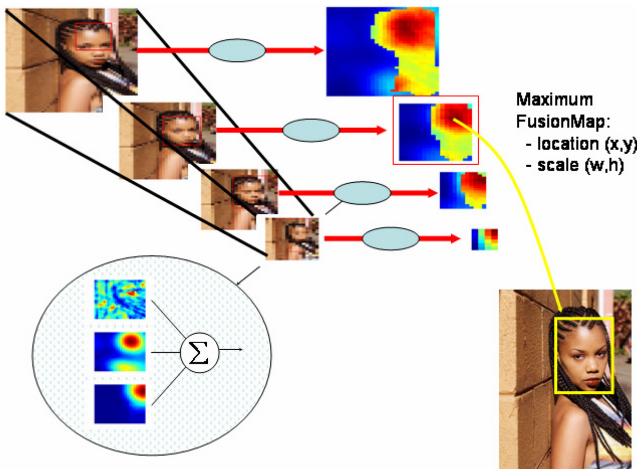 Maximum
FusionMap:
- location (x,y)
- scale (w,h)
Σ